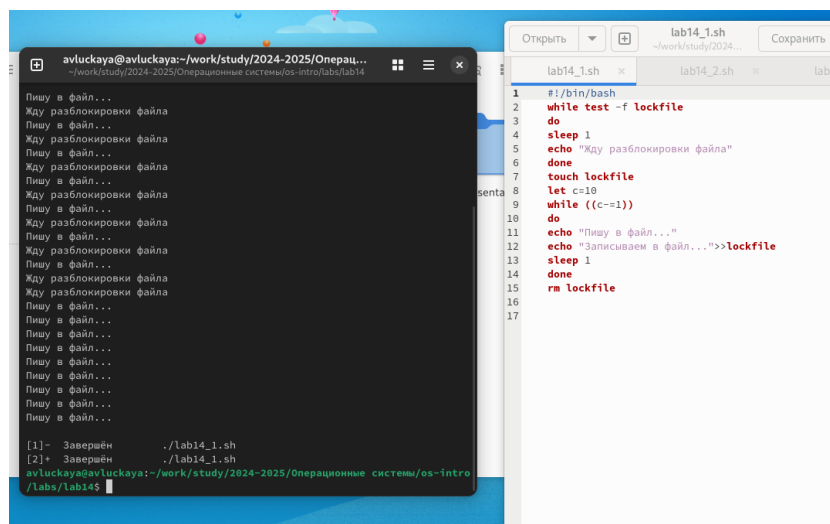 avluckaya@avluckaya:~/work/study/2024-2025/Операц...
~/work/study/2024-2025/Операционные системы/os-intro/labs/lab14
Пишу в файл...
Жду разблокировки файла
Пишу в файл...
Жду разблокировки файла
Пишу в файл...
Жду разблокировки файла
Пишу в файл...
Жду разблокировки файла
Пишу в файл...
Жду разблокировки файла
Пишу в файл...
Жду разблокировки файла
Пишу в файл...
Жду разблокировки файла
Жду разблокировки файла
Пишу в файл...
Пишу в файл...
Пишу в файл...
Пишу в файл...
Пишу в файл...
Пишу в файл...
Пишу в файл...
Пишу в файл...
Пишу в файл...
[1]- Завершён ./lab14_1.sh
[2]+ Завершён ./lab14_1.sh
avluckaya@avluckaya:~/work/study/2024-2025/Операционные системы/os-intro
/labs/lab14$
senta
Открыть
lab14_1.sh
~/work/study/2024...
Сохранить
lab14_1.sh ×
lab14_2.sh ×
lab
1 #!/bin/bash
2 while test -f lockfile
3 do
4 sleep 1
5 echo "Жду разблокировки файла"
6 done
7 touch lockfile
8 let c=10
9 while ((c-=1))
10 do
11 echo "Пишу в файл..."
12 echo "Записываем в файл...">>lockfile
13 sleep 1
14 done
15 rm lockfile
16
17